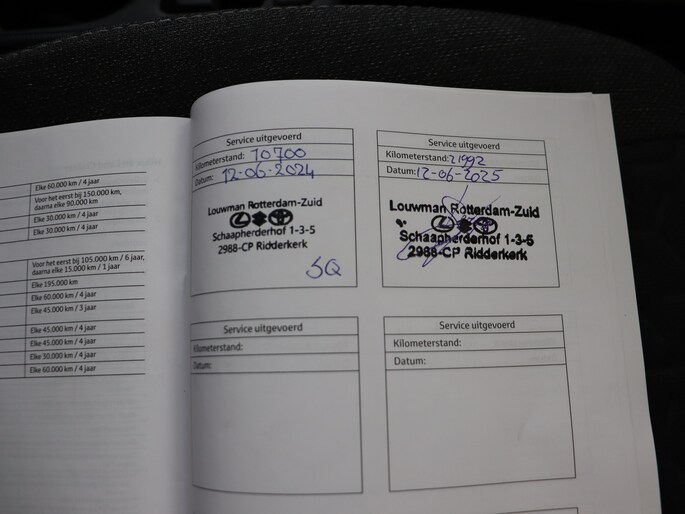 Elke 60.000 km / 4 jaar
Voor het eerst bij 150.000 km,
daarna elke 90.000 km
Elke 30.000 km / 4 jaar
Elke 30.000 km / 4 jaar
Voor het eerst bij 105.000 km / 6 jaar,
daarna elke 15.000 km / 1 jaar
Elke 195.000 km
Elke 60.000 km / 4 jaar
Elke 45.000 km / 3 jaar
Elke 45.000 km / 4 jaar
Elke 45.000 km / 4 jaar
Elke 30.000 km / 4 jaar
Elke 60.000 km / 4 jaar
Service uitgevoerd
Kilometerstand: 10700
Datum: 12-06-2024
Louwman Rotterdam-Zuid
Schaapherderhof 1-3-5
2988-CP Ridderkerk
SQ
Service uitgevoerd
Kilometerstand: 21992
Datum: 12-06-2025
Louwman Rotterdam-Zuid
Schaapherderhof 1-3-5
2988-CP Ridderkerk
Service uitgevoerd
Kilometerstand:
Datum:
Service uitgevoerd
Kilometerstand:
Datum: